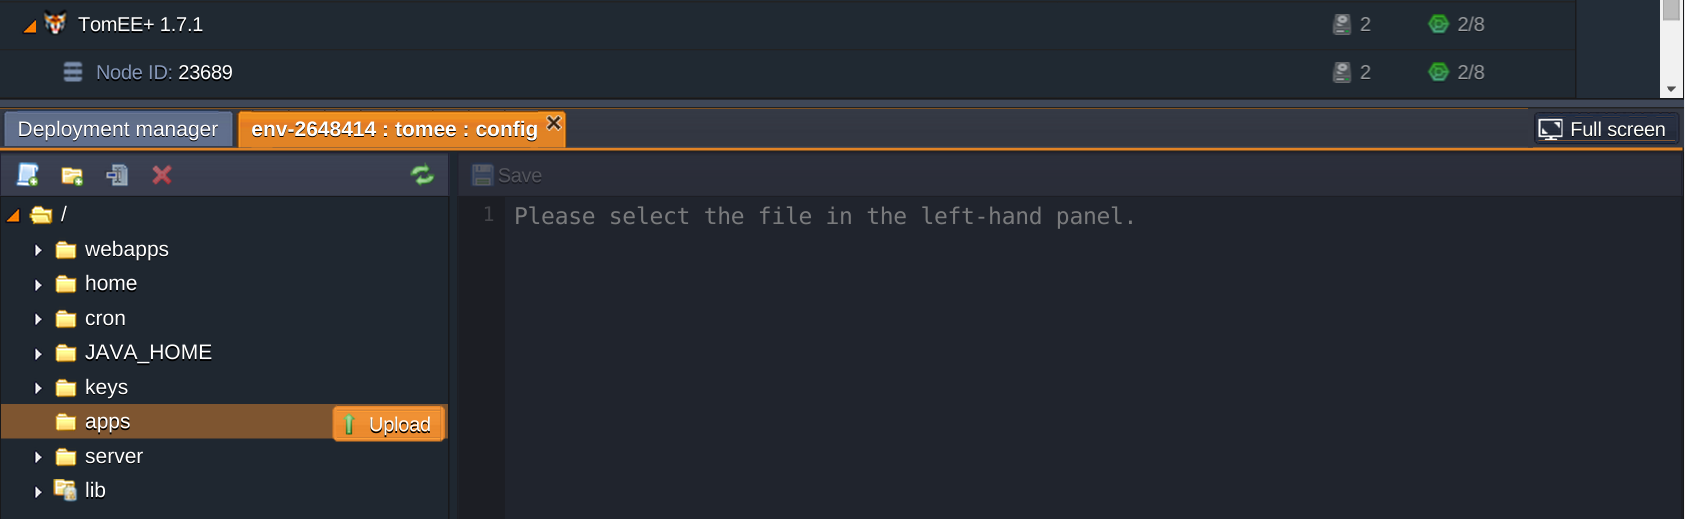 TomEE+ 1.7.1 2 2/8
Node ID: 23689 2 2/8
Deployment manager env-2648414 : tomee : config Full screen
Save
/
1 Please select the file in the left-hand panel.
webapps
home
cron
JAVA_HOME
keys
apps Upload
server
lib